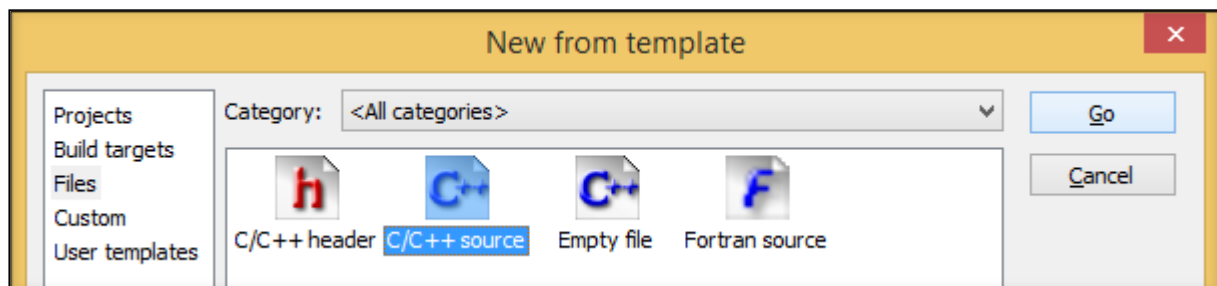 New from template
Projects
Build targets
Files
Custom
User templates
Category: <All categories>
Go
Cancel
h C++ C++ F
C/C++ header C/C++ source Empty file Fortran source